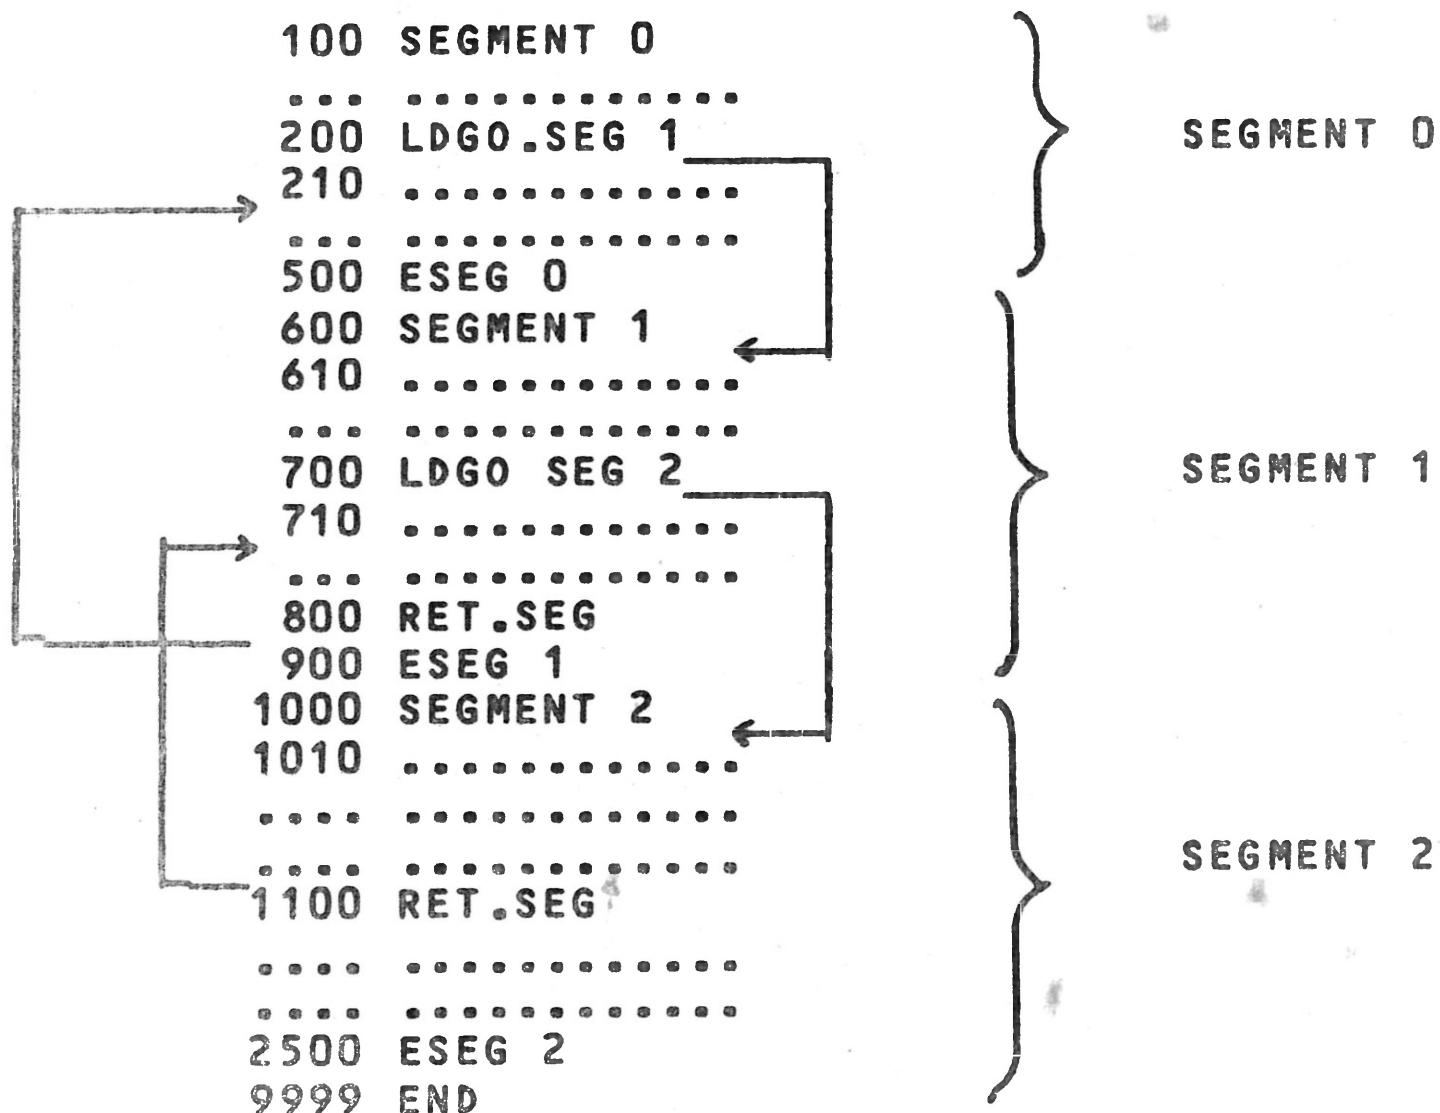 100 SEGMENT 0
... ............
200 LDGO.SEG 1
SEGMENT 0
210 ............
... ............
500 ESEG 0
600 SEGMENT 1
610 ............
... ............
700 LDGO SEG 2
SEGMENT 1
710 ............
... ............
800 RET.SEG
900 ESEG 1
1000 SEGMENT 2
1010 ............
.... ............
SEGMENT 2
.... ............
1100 RET.SEG
.... ............
.... ............
2500 ESEG 2
9999 END